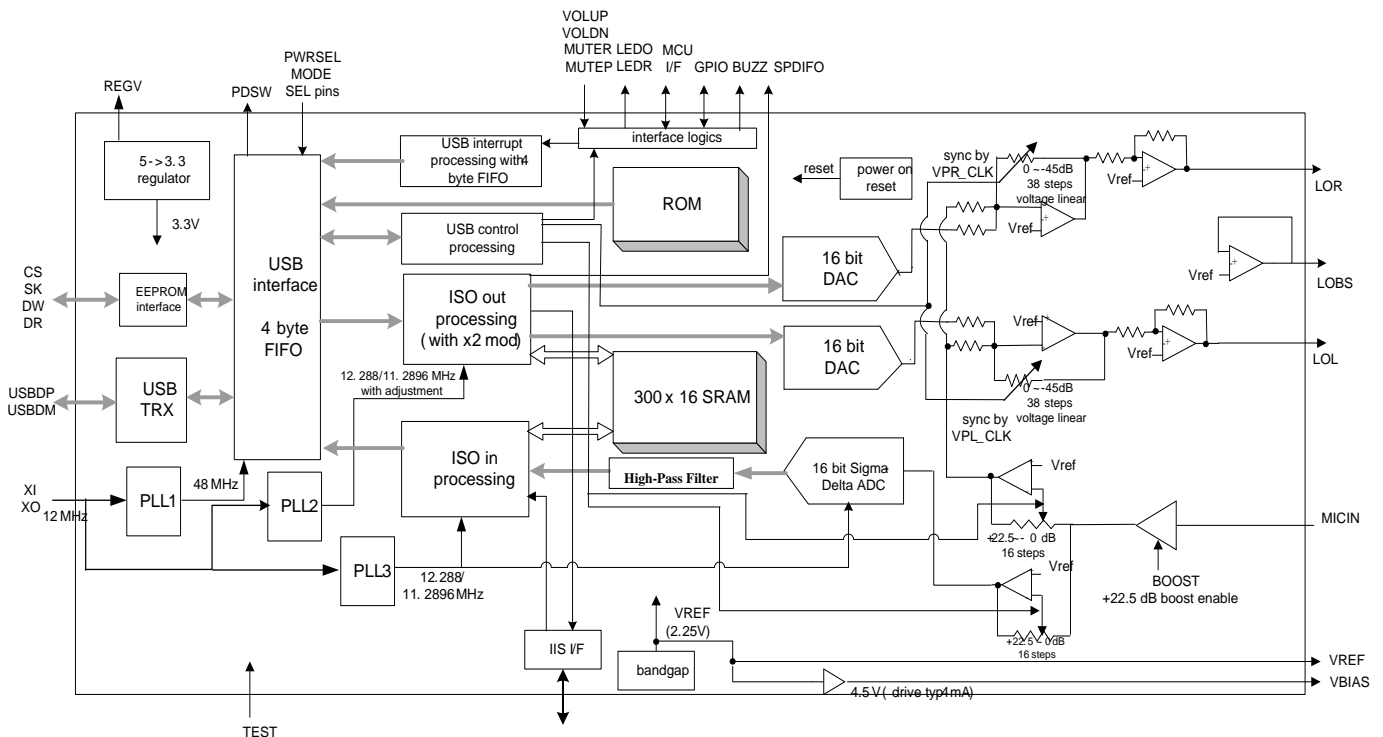 VOLUP
VOLDN
MUTER
MUTEP
LEDO
LEDR
MCU
I/F
GPIO
BUZZ
SPDIFO
PWRSEL
MODE
SEL pins
REGV
PDSW
interface logics
5->3.3
regulator
3.3V
USB interrupt
processing with4
byte FIFO
ROM
USB control
processing
reset
power on
reset
sync by
VPR_CLK
0 ~-45dB
38 steps
voltage linear
Vref
Vref
LOR
USB
interface
4 byte
FIFO
CS
SK
DW
DR
EEPROM
interface
ISO out
processing
( with x2 mod)
16 bit
DAC
Vref
LOBS
16 bit
DAC
Vref
Vref
LOL
0 ~-45dB
38 steps
voltage linear
sync by
VPL_CLK
USBDP
USBDM
USB
TRX
12. 288/11. 2896 MHz
with adjustment
300 x 16 SRAM
ISO in
processing
High-Pass Filter
16 bit Sigma-
Delta ADC
Vref
+22.5~- 0 dB
16 steps
MICIN
BOOST
+22.5 dB boost enable
XI
XO
12 MHz
PLL1
48 MHz
PLL2
PLL3
12.288/
11. 2896MHz
Vref
+22.5 ~ 0dB
16 steps
IIS I/F
VREF
(2.25V)
bandgap
VREF
4.5 V ( drive typ4mA)
VBIAS
TEST